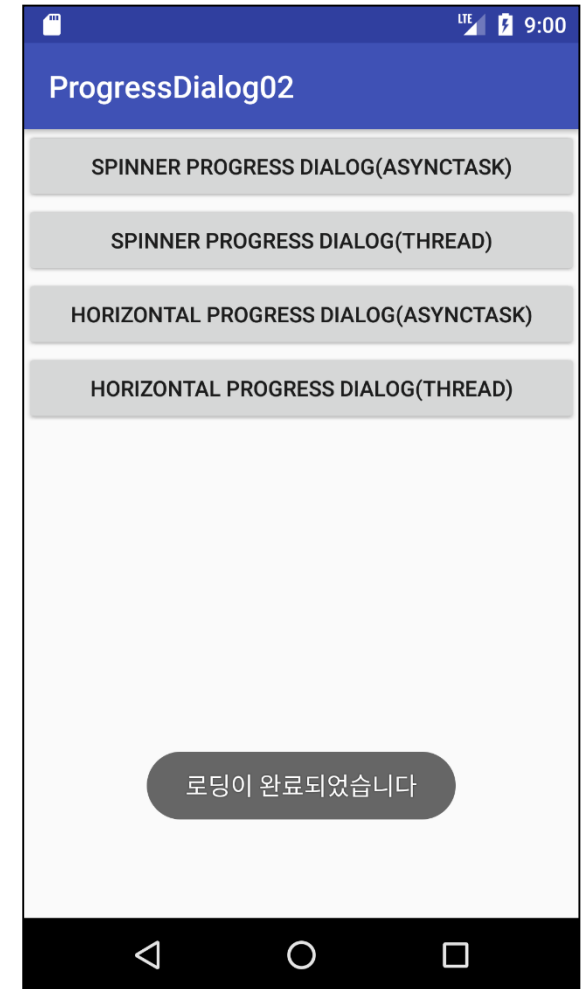 LTE 9:00
ProgressDialog02
SPINNER PROGRESS DIALOG(ASYNCTASK)
SPINNER PROGRESS DIALOG(THREAD)
HORIZONTAL PROGRESS DIALOG(ASYNCTASK)
HORIZONTAL PROGRESS DIALOG(THREAD)
로딩이 완료되었습니다